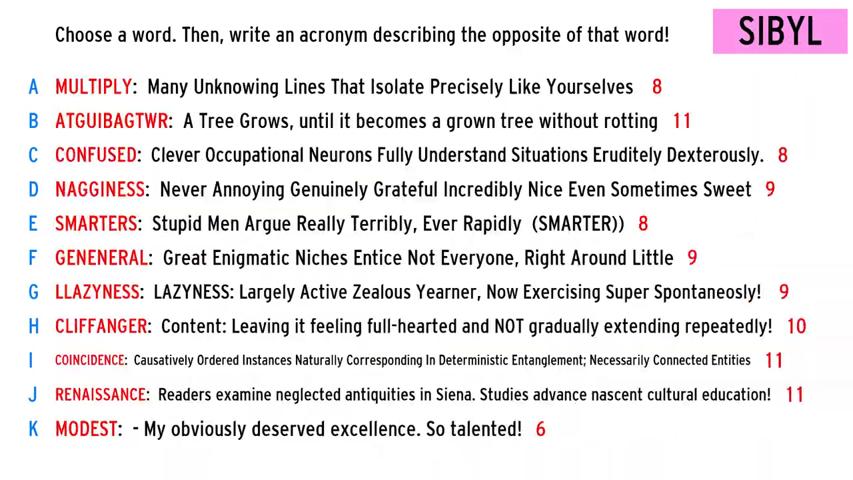 Choose a word. Then, write an acronym describing the opposite of that word!
SIBYL
A MULTIPLY: Many Unknowing Lines That Isolate Precisely Like Yourselves 8
B ATGUIBAGTWR: A Tree Grows, until it becomes a grown tree without rotting 11
C CONFUSED: Clever Occupational Neurons Fully Understand Situations Eruditely Dexterously. 8
D NAGGINESS: Never Annoying Genuinely Grateful Incredibly Nice Even Sometimes Sweet 9
E SMARTERS: Stupid Men Argue Really Terribly, Ever Rapidly (SMARTER)) 8
F GENENERAL: Great Enigmatic Niches Entice Not Everyone, Right Around Little 9
G LLAZYNESS: LAZYNESS: Largely Active Zealous Yearner, Now Exercising Super Spontaneosly! 9
H CLIFFANGER: Content: Leaving it feeling full-hearted and NOT gradually extending repeatedly! 10
I COINCIDENCE: Causatively Ordered Instances Naturally Corresponding In Deterministic Entanglement; Necessarily Connected Entities 11
J RENAISSANCE: Readers examine neglected antiquities in Siena. Studies advance nascent cultural education! 11
K MODEST: - My obviously deserved excellence. So talented! 6